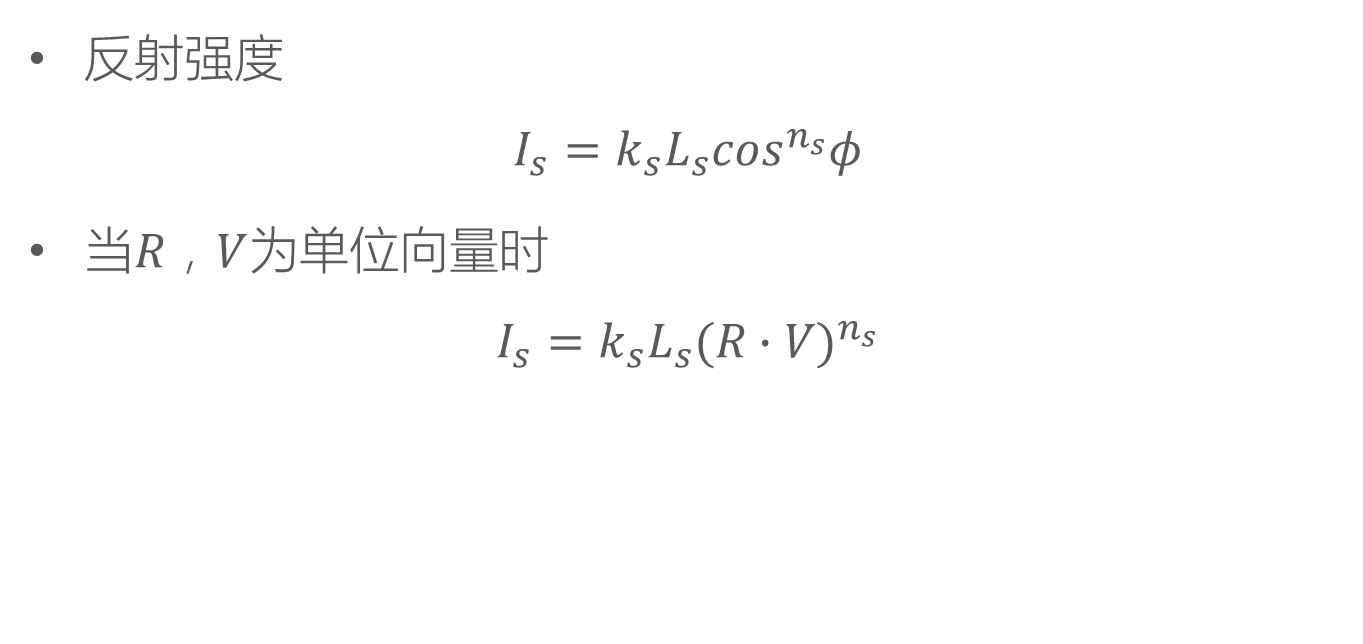 • 反射强度
I_s = k_s L_s cos^{n_s} ϕ
• 当R，V为单位向量时
I_s = k_s L_s (R · V)^{n_s}